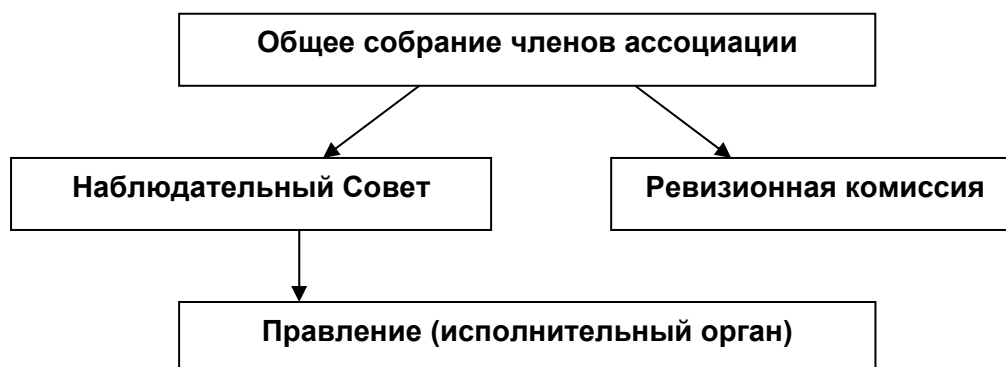 Общее собрание членов ассоциации
Наблюдательный Совет
Ревизионная комиссия
Правление (исполнительный орган)